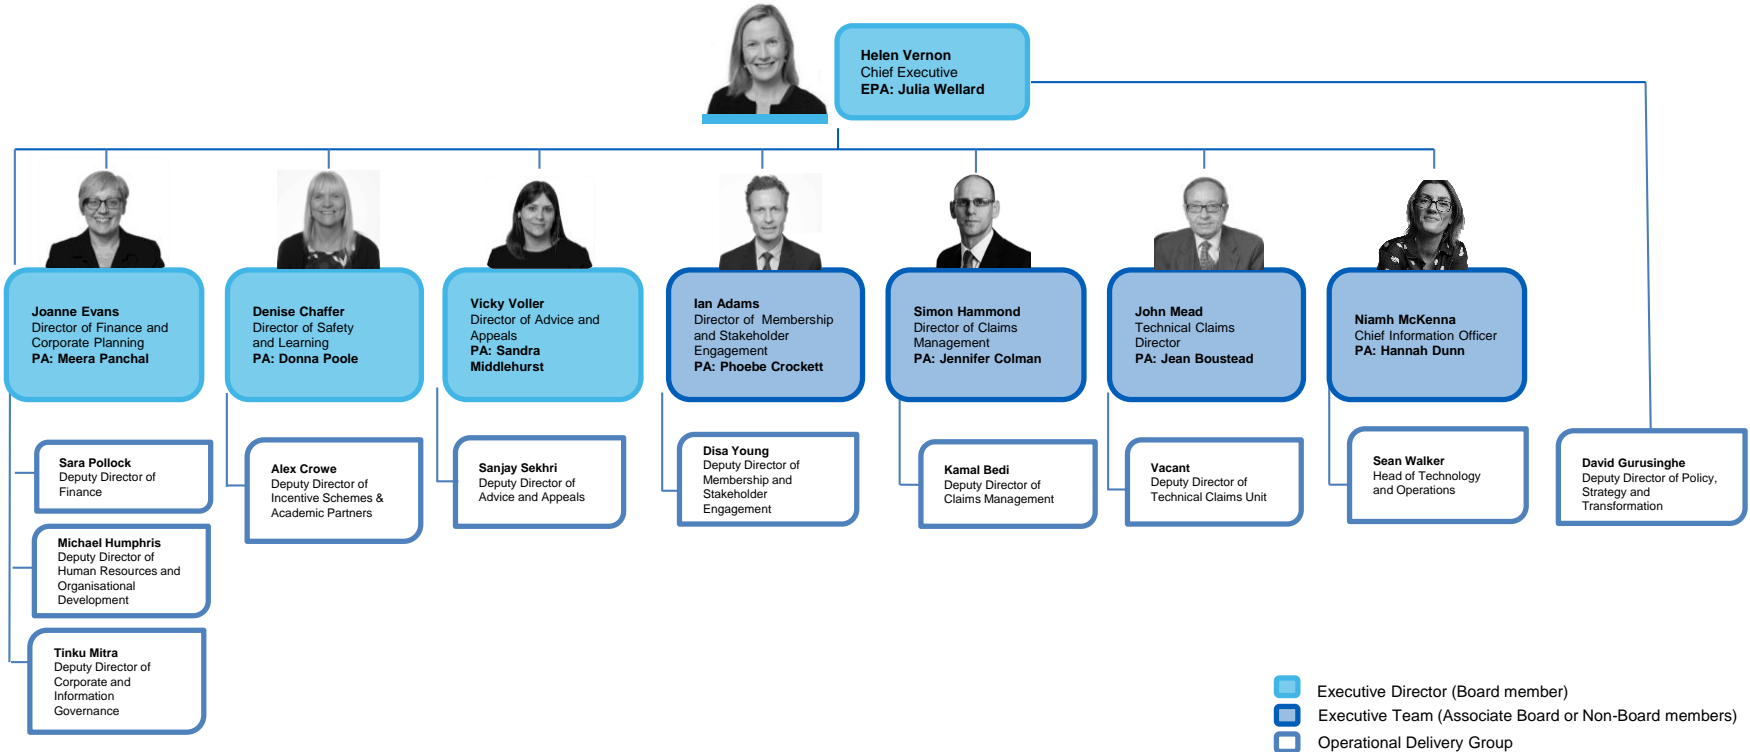 Helen Vernon
Chief Executive
EPA: Julia Wellard
Joanne Evans
Director of Finance and
Corporate Planning
PA: Meera Panchal
Denise Chaffer
Director of Safety
and Learning
PA: Donna Poole
Vicky Voller
Director of Advice and
Appeals
PA: Sandra
Middlehurst
Ian Adams
Director of  Membership
and Stakeholder
Engagement
PA: Phoebe Crockett
Simon Hammond
Director of Claims
Management
PA: Jennifer Colman
John Mead
Technical Claims
Director
PA: Jean Boustead
Niamh McKenna
Chief Information Officer
PA: Hannah Dunn
Sara Pollock
Deputy Director of
Finance
Michael Humphris
Deputy Director of
Human Resources and
Organisational
Development
Tinku Mitra
Deputy Director of
Corporate and
Information
Governance
Alex Crowe
Deputy Director of
Incentive Schemes &
Academic Partners
Sanjay Sekhri
Deputy Director of
Advice and Appeals
Disa Young
Deputy Director of
Membership and
Stakeholder
Engagement
Kamal Bedi
Deputy Director of
Claims Management
Vacant
Deputy Director of
Technical Claims Unit
Sean Walker
Head of Technology
and Operations
David Gurusinghe
Deputy Director of Policy,
Strategy and
Transformation
Executive Director (Board member)
Executive Team (Associate Board or Non-Board members)
Operational Delivery Group